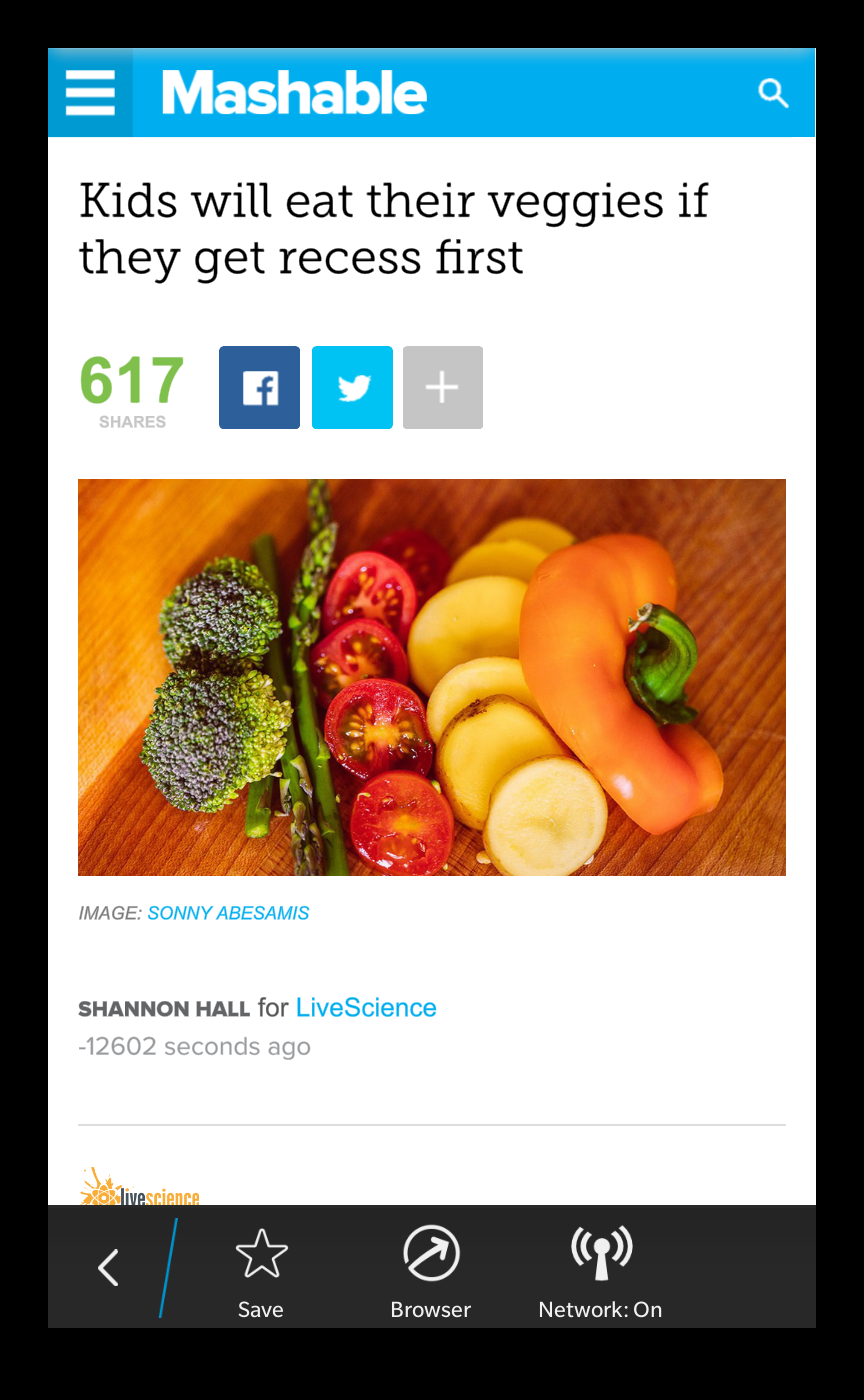 Mashable
Kids will eat their veggies if
they get recess first
617
SHARES
IMAGE: SONNY ABESAMIS
SHANNON HALL for LiveScience
-12602 seconds ago
livescience
Save
Browser
Network: On